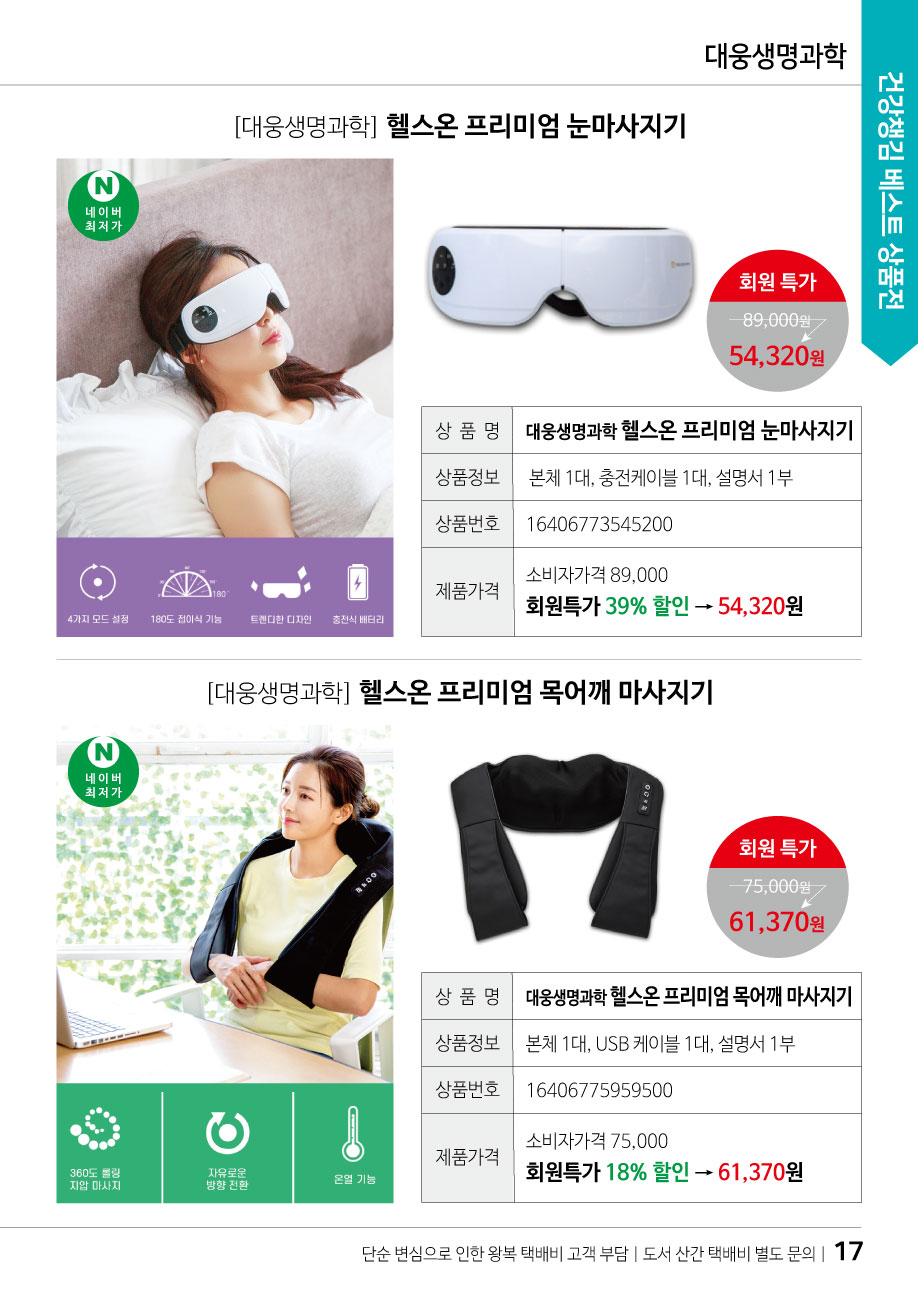 대웅생명과학
건강챙김 베스트 상품전
[대웅생명과학] 헬스온 프리미엄 눈마사지기
N
네이버
최저가
회원 특가
89,000원
54,320원
상 품 명 대웅생명과학 헬스온 프리미엄 눈마사지기
상품정보 본체 1대, 충전케이블 1대, 설명서 1부
상품번호 16406773545200
제품가격 소비자가격 89,000
회원특가 39% 할인 → 54,320원
180°
4가지 모드 설정 180도 접이식 기능 트렌디한 디자인 충전식 배터리
[대웅생명과학] 헬스온 프리미엄 목어깨 마사지기
N
네이버
최저가
회원 특가
75,000원
61,370원
상 품 명 대웅생명과학 헬스온 프리미엄 목어깨 마사지기
상품정보 본체 1대, USB 케이블 1대, 설명서 1부
상품번호 16406775959500
제품가격 소비자가격 75,000
회원특가 18% 할인 → 61,370원
360도 롤링
지압 마사지
자유로운
방향 전환
온열 기능
단순 변심으로 인한 왕복 택배비 고객 부담 | 도서 산간 택배비 별도 문의 | 17